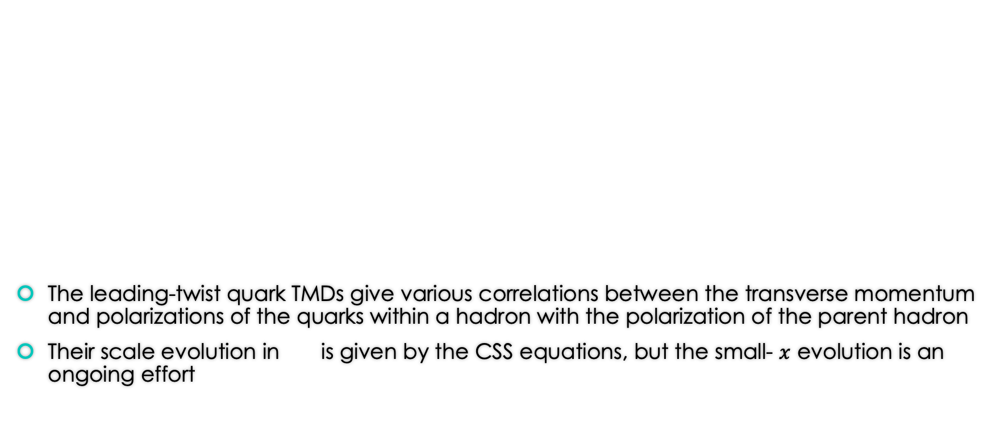 The leading-twist quark TMDs give various correlations between the transverse momentum
and polarizations of the quarks within a hadron with the polarization of the parent hadron
Their scale evolution in is given by the CSS equations, but the small- x evolution is an
ongoing effort